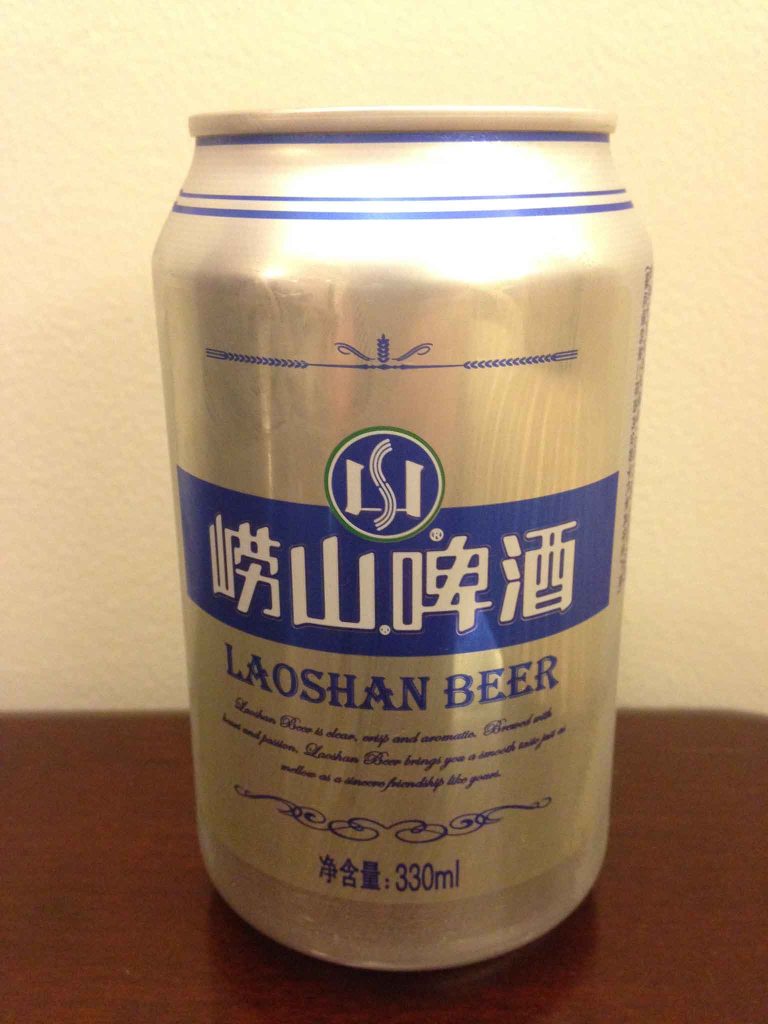 崂山®啤酒®
LAOSHAN BEER
Laoshan Beer is clear, crisp and aromatic. Brewed with
heart and passion, Laoshan Beer brings you a smooth taste just as
mellow as a sincere friendship like yours.
净含量:330ml